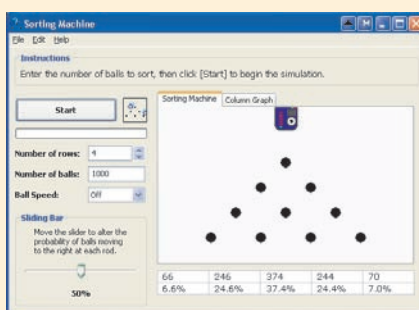 Sorting Machine
File Edit Help
Instructions
Enter the number of balls to sort, then click [Start] to begin the simulation.
Start
Sorting Machine Column Graph
Number of rows: 4
Number of balls: 1000
Ball Speed: Off
Sliding Bar
Move the slider to alter the
probability of balls moving
to the right at each rod.
50%
66 246 374 244 70
6.6% 24.6% 37.4% 24.4% 7.0%